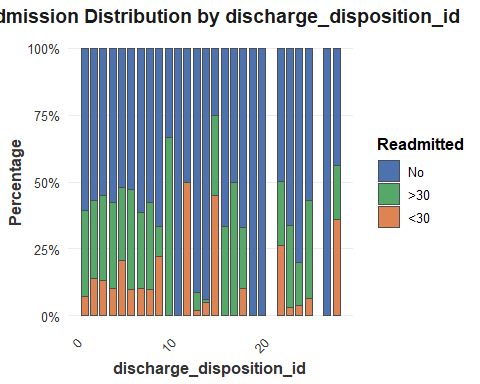 dmission Distribution by discharge_disposition_id
100%
75%
50%
25%
0%
Percentage
0
10
20
discharge_disposition_id
Readmitted
No
>30
<30